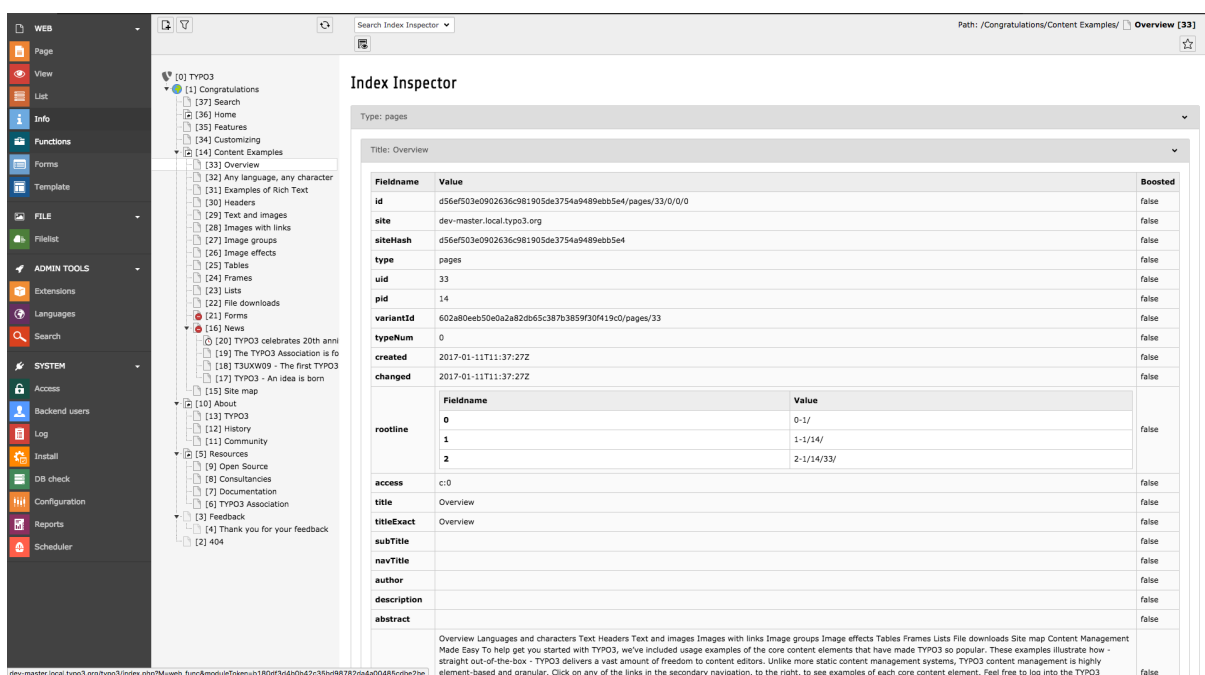 WEB
Page
View
List
Info
Functions
Forms
Template
FILE
Filelist
ADMIN TOOLS
Extensions
Languages
Search
SYSTEM
Access
Backend users
Log
Install
DB check
Configuration
Reports
Scheduler
[0] TYPO3
[1] Congratulations
[37] Search
[36] Home
[35] Features
[34] Customizing
[14] Content Examples
[33] Overview
[32] Any language, any character
[31] Examples of Rich Text
[30] Headers
[29] Text and images
[28] Images with links
[27] Image groups
[26] Image effects
[25] Tables
[24] Frames
[23] Lists
[22] File downloads
[21] Forms
[16] News
[20] TYPO3 celebrates 20th anni
[19] The TYPO3 Association is fo
[18] T3UXW09 - The first TYPO3
[17] TYPO3 - An idea is born
[15] Site map
[10] About
[13] TYPO3
[12] History
[11] Community
[5] Resources
[9] Open Source
[8] Consultancies
[7] Documentation
[6] TYPO3 Association
[3] Feedback
[4] Thank you for your feedback
[2] 404
Search Index Inspector
Path: /Congratulations/Content Examples/ Overview [33]
Index Inspector
Type: pages
Title: Overview
Fieldname Value Boosted
id d56ef503e0902636c981905de3754a9489ebb5e4/pages/33/0/0/0 false
site dev-master.local.typo3.org false
siteHash d56ef503e0902636c981905de3754a9489ebb5e4 false
type pages false
uid 33 false
pid 14 false
variantId 602a80eeb50e0a2a82db65c387b3859f30f419c0/pages/33 false
typeNum 0 false
created 2017-01-11T11:37:27Z false
changed 2017-01-11T11:37:27Z false
rootline false
Fieldname Value
0 0-1/
1 1-1/14/
2 2-1/14/33/
access c:0 false
title Overview false
titleExact Overview false
subTitle false
navTitle false
author false
description false
abstract false
Overview Languages and characters Text Headers Text and images Images with links Image groups Image effects Tables Frames Lists File downloads Site map Content Management
Made Easy To help get you started with TYPO3, we've included usage examples of the core content elements that have made TYPO3 so popular. These examples illustrate how -
straight out-of-the-box - TYPO3 delivers a vast amount of freedom to content editors. Unlike more static content management systems, TYPO3 content management is highly
element-based and granular. Click on any of the links in the secondary navigation, to the right, to see examples of each core content element. Feel free to log into the TYPO3 false